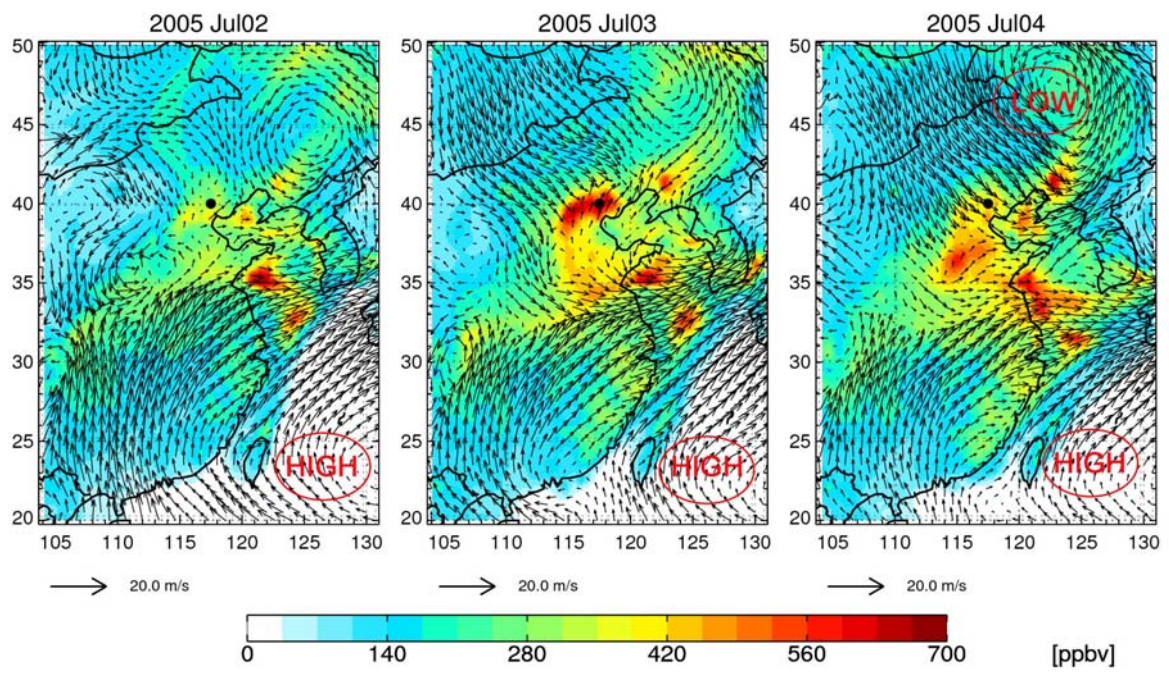 2005 Jul02 2005 Jul03 2005 Jul04
50 50 50
LOW
45 45 45
40 40 40
35 35 35
30 30 30
25 25 25
HIGH HIGH HIGH
20 20 20
105 110 115 120 125 130 105 110 115 120 125 130 105 110 115 120 125 130
20.0 m/s 20.0 m/s 20.0 m/s
0 140 280 420 560 700 [ppbv]